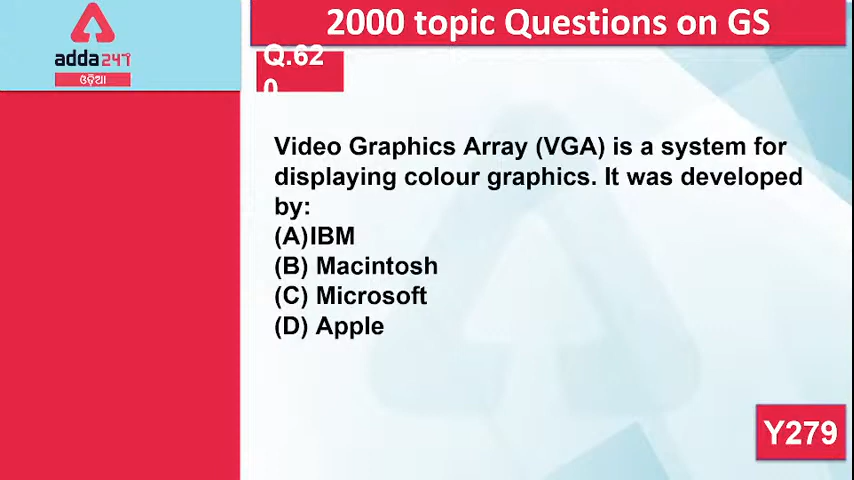 adda247
ଓଡ଼ିଆ
2000 topic Questions on GS
Q.62
0
Video Graphics Array (VGA) is a system for
displaying colour graphics. It was developed
by:
(A)IBM
(B) Macintosh
(C) Microsoft
(D) Apple
Y279